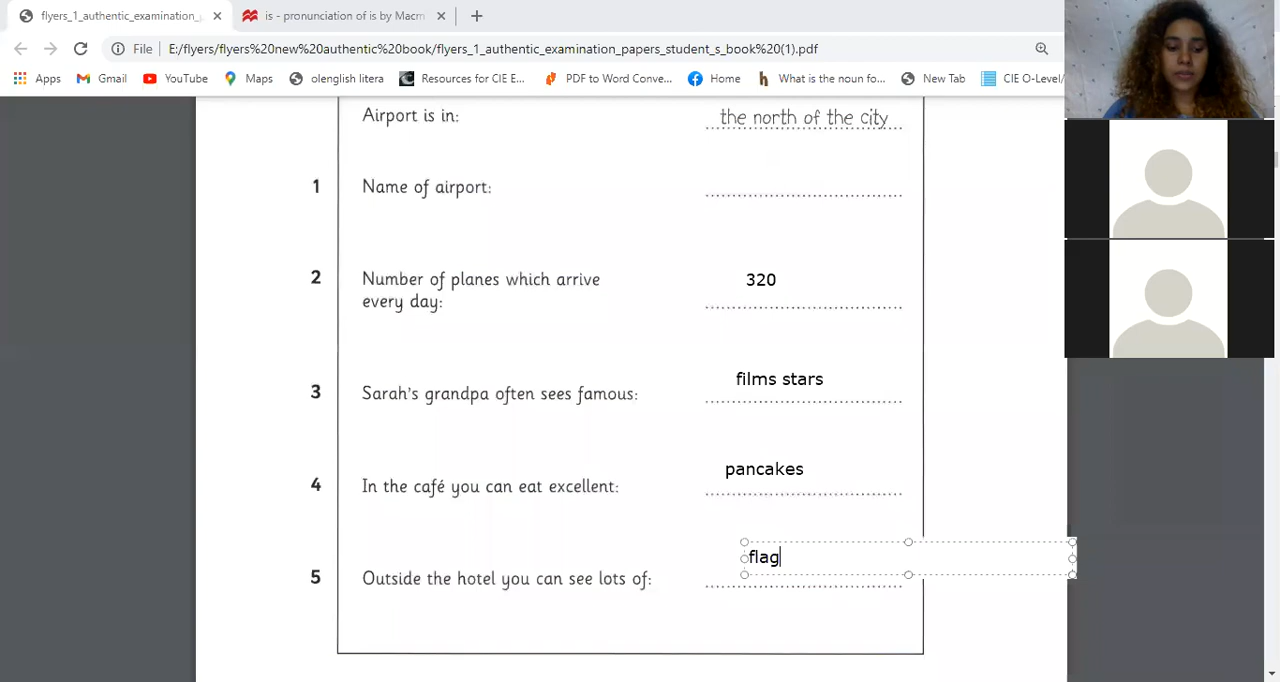 flyers_1_authentic_examination_p
is - pronunciation of is by Macm
File E:/flyers/flyers%20new%20authentic%20book/flyers_1_authentic_examination_papers_student_s_book%20(1).pdf
Apps Gmail YouTube Maps olenglish litera Resources for CIE E... PDF to Word Conve... Home What is the noun fo... New Tab CIE O-Level/
Airport is in: the north of the city
1 Name of airport:
2 Number of planes which arrive
every day: 320
3 Sarah's grandpa often sees famous: films stars
4 In the café you can eat excellent: pancakes
5 Outside the hotel you can see lots of: flag